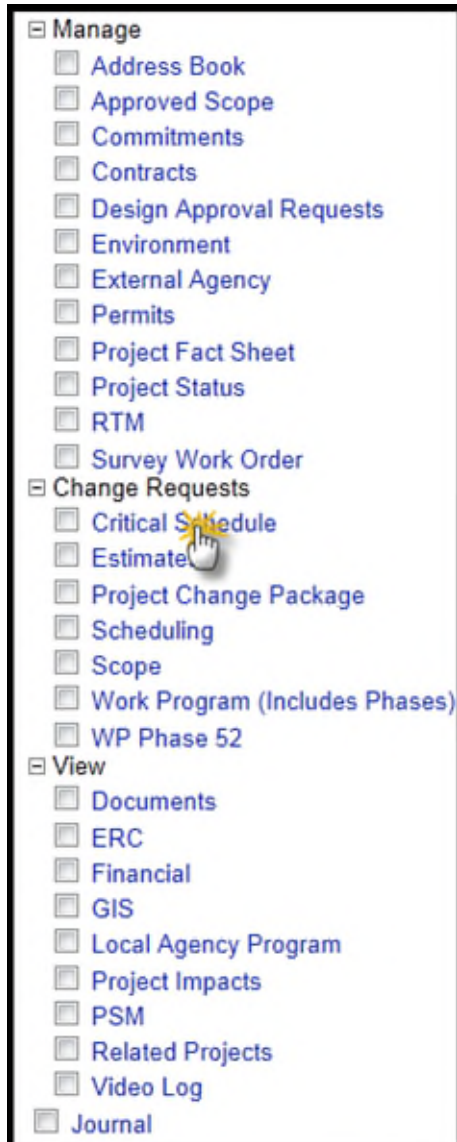 Manage
Address Book
Approved Scope
Commitments
Contracts
Design Approval Requests
Environment
External Agency
Permits
Project Fact Sheet
Project Status
RTM
Survey Work Order
Change Requests
Critical Schedule
Estimates
Project Change Package
Scheduling
Scope
Work Program (Includes Phases)
WP Phase 52
View
Documents
ERC
Financial
GIS
Local Agency Program
Project Impacts
PSM
Related Projects
Video Log
Journal